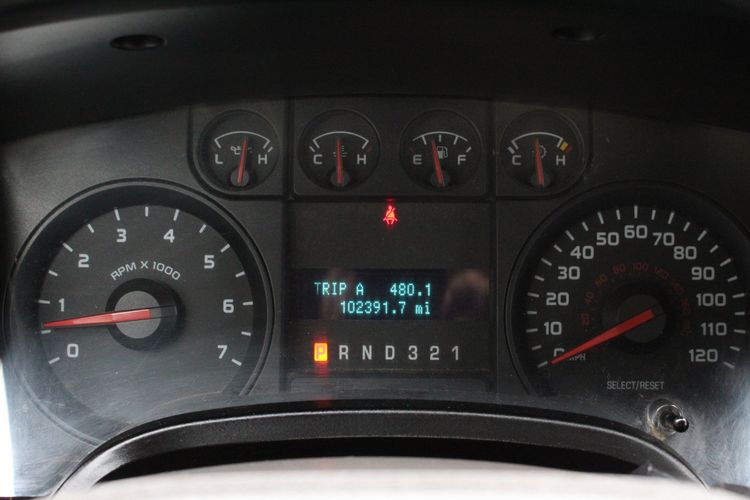 L H
C H
E F
C H
0 1 2 3 4 5 6 7
RPM X 1000
TRIP A 480.1
102391.7 mi
P R N D 3 2 1
0 10 20 30 40 50 60 70 80 90 100 110 120
MPH
SELECT/RESET